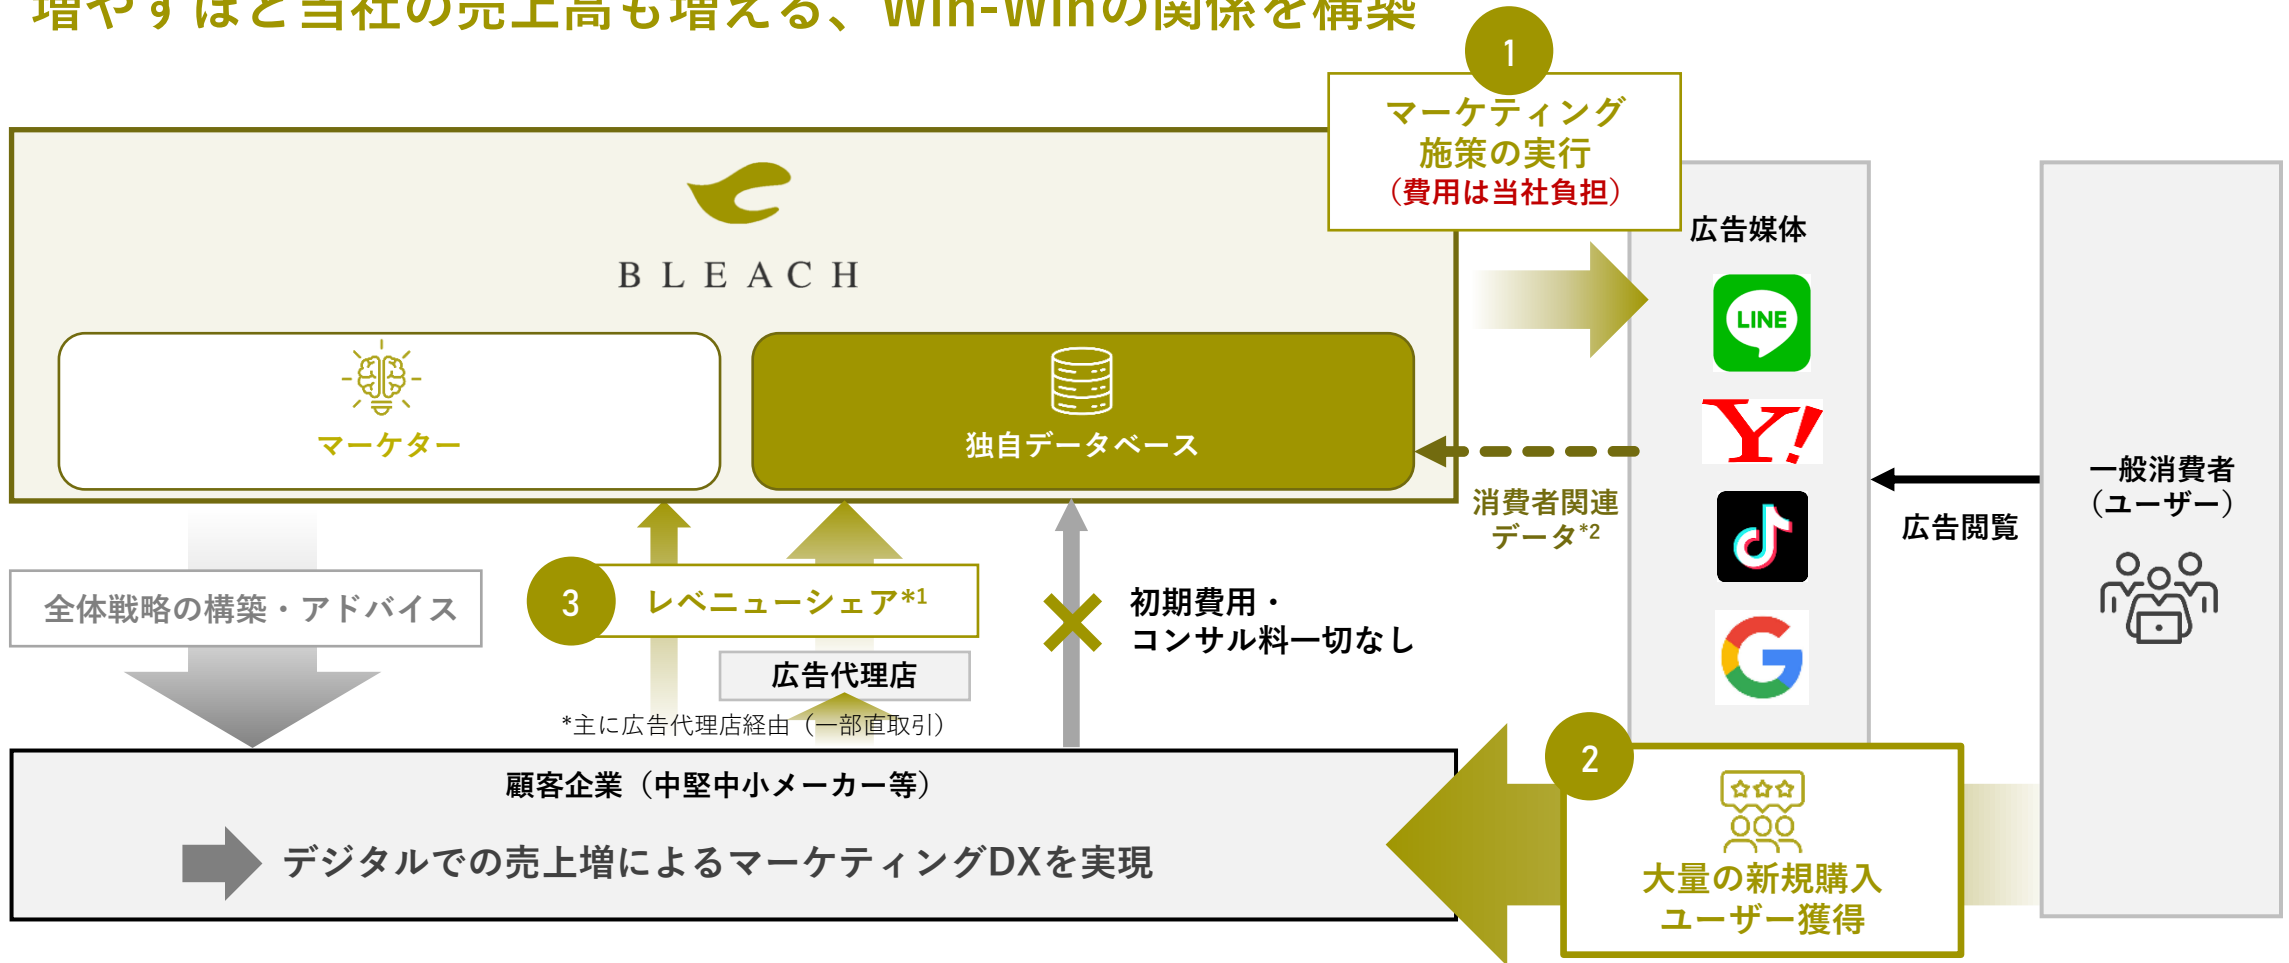 増やすほど当社の売上高も増える、Win-Winの関係を構築
1
マーケティング
施策の実行
（費用は当社負担）
BLEACH
マーケター
独自データベース
広告媒体
LINE
Y!
消費者関連
データ*2
広告閲覧
一般消費者
（ユーザー）
全体戦略の構築・アドバイス
3
レベニューシェア*1
広告代理店
*主に広告代理店経由（一部直取引）
初期費用・
コンサル料一切なし
顧客企業（中堅中小メーカー等）
デジタルでの売上増によるマーケティングDXを実現
2
大量の新規購入
ユーザー獲得